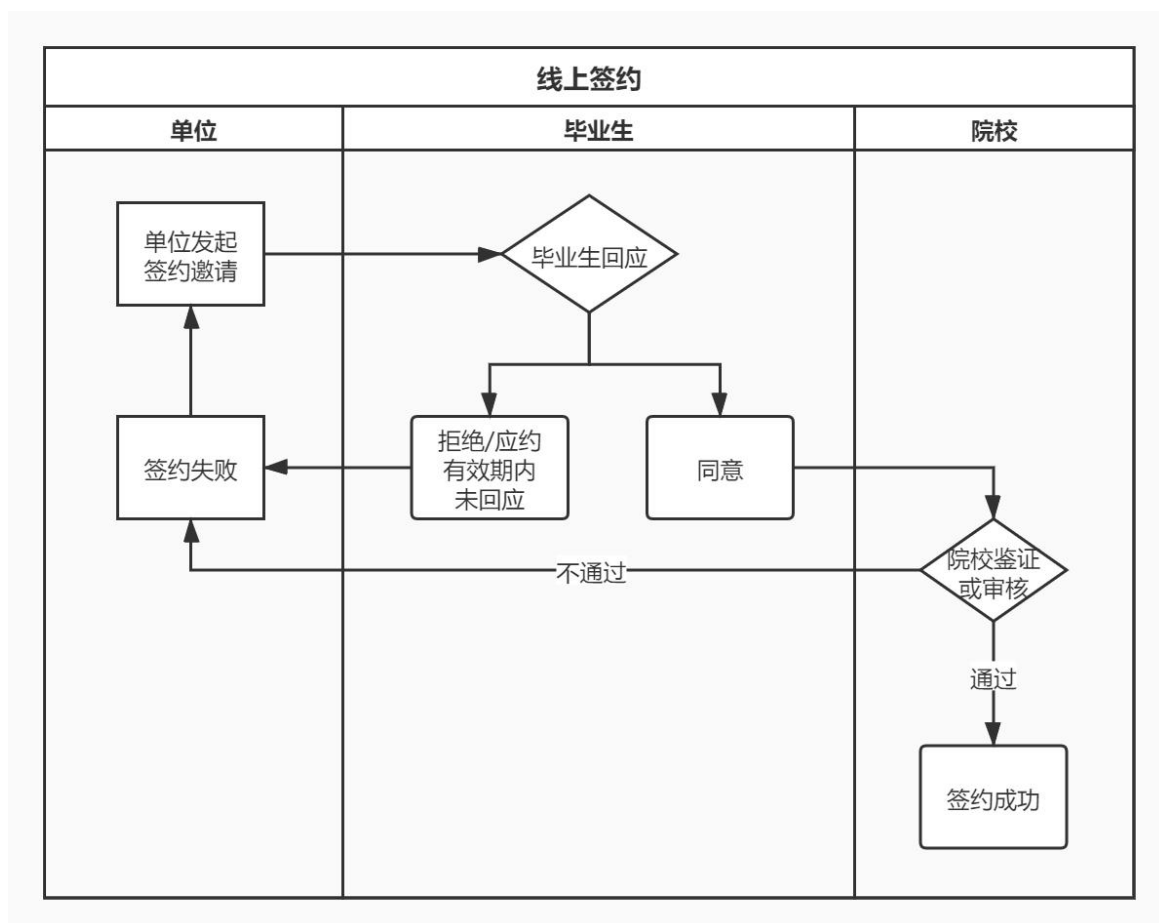 线上签约
单位
毕业生
院校
单位发起
签约邀请
毕业生回应
签约失败
拒绝/应约
有效期内
未回应
同意
院校鉴证
或审核
不通过
通过
签约成功